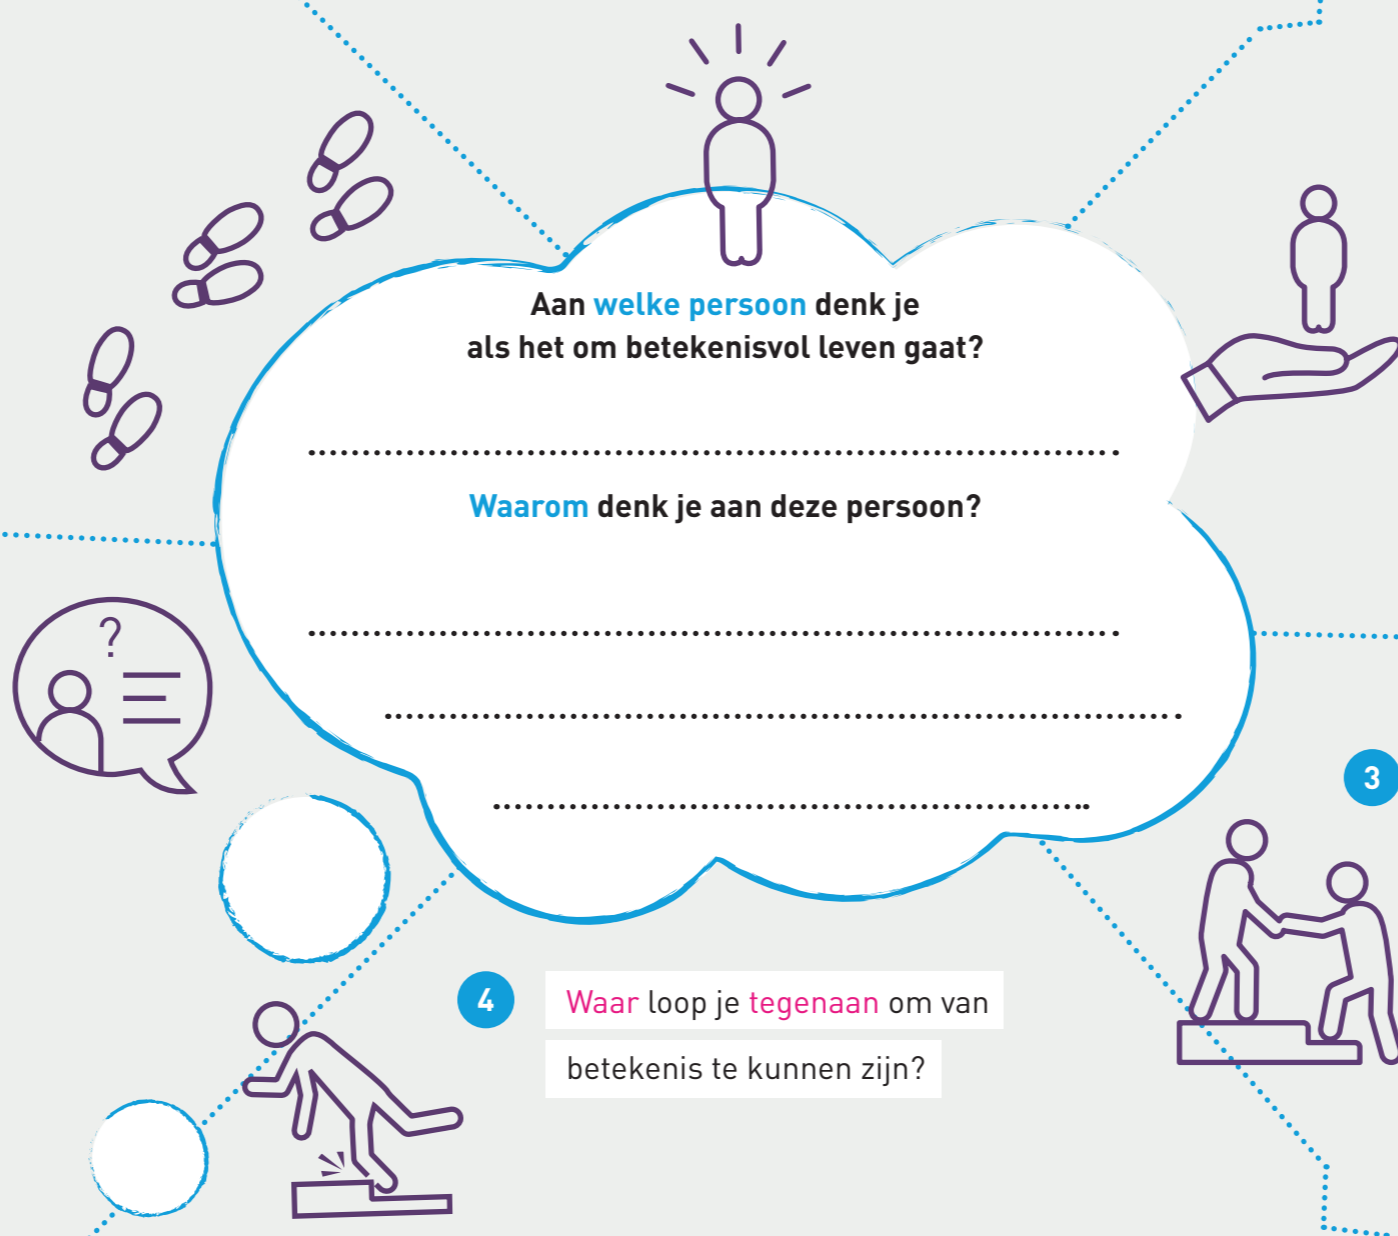 Aan welke persoon denk je
als het om betekenisvol leven gaat?
Waarom denk je aan deze persoon?
?
3
4
Waar loop je tegenaan om van
betekenis te kunnen zijn?